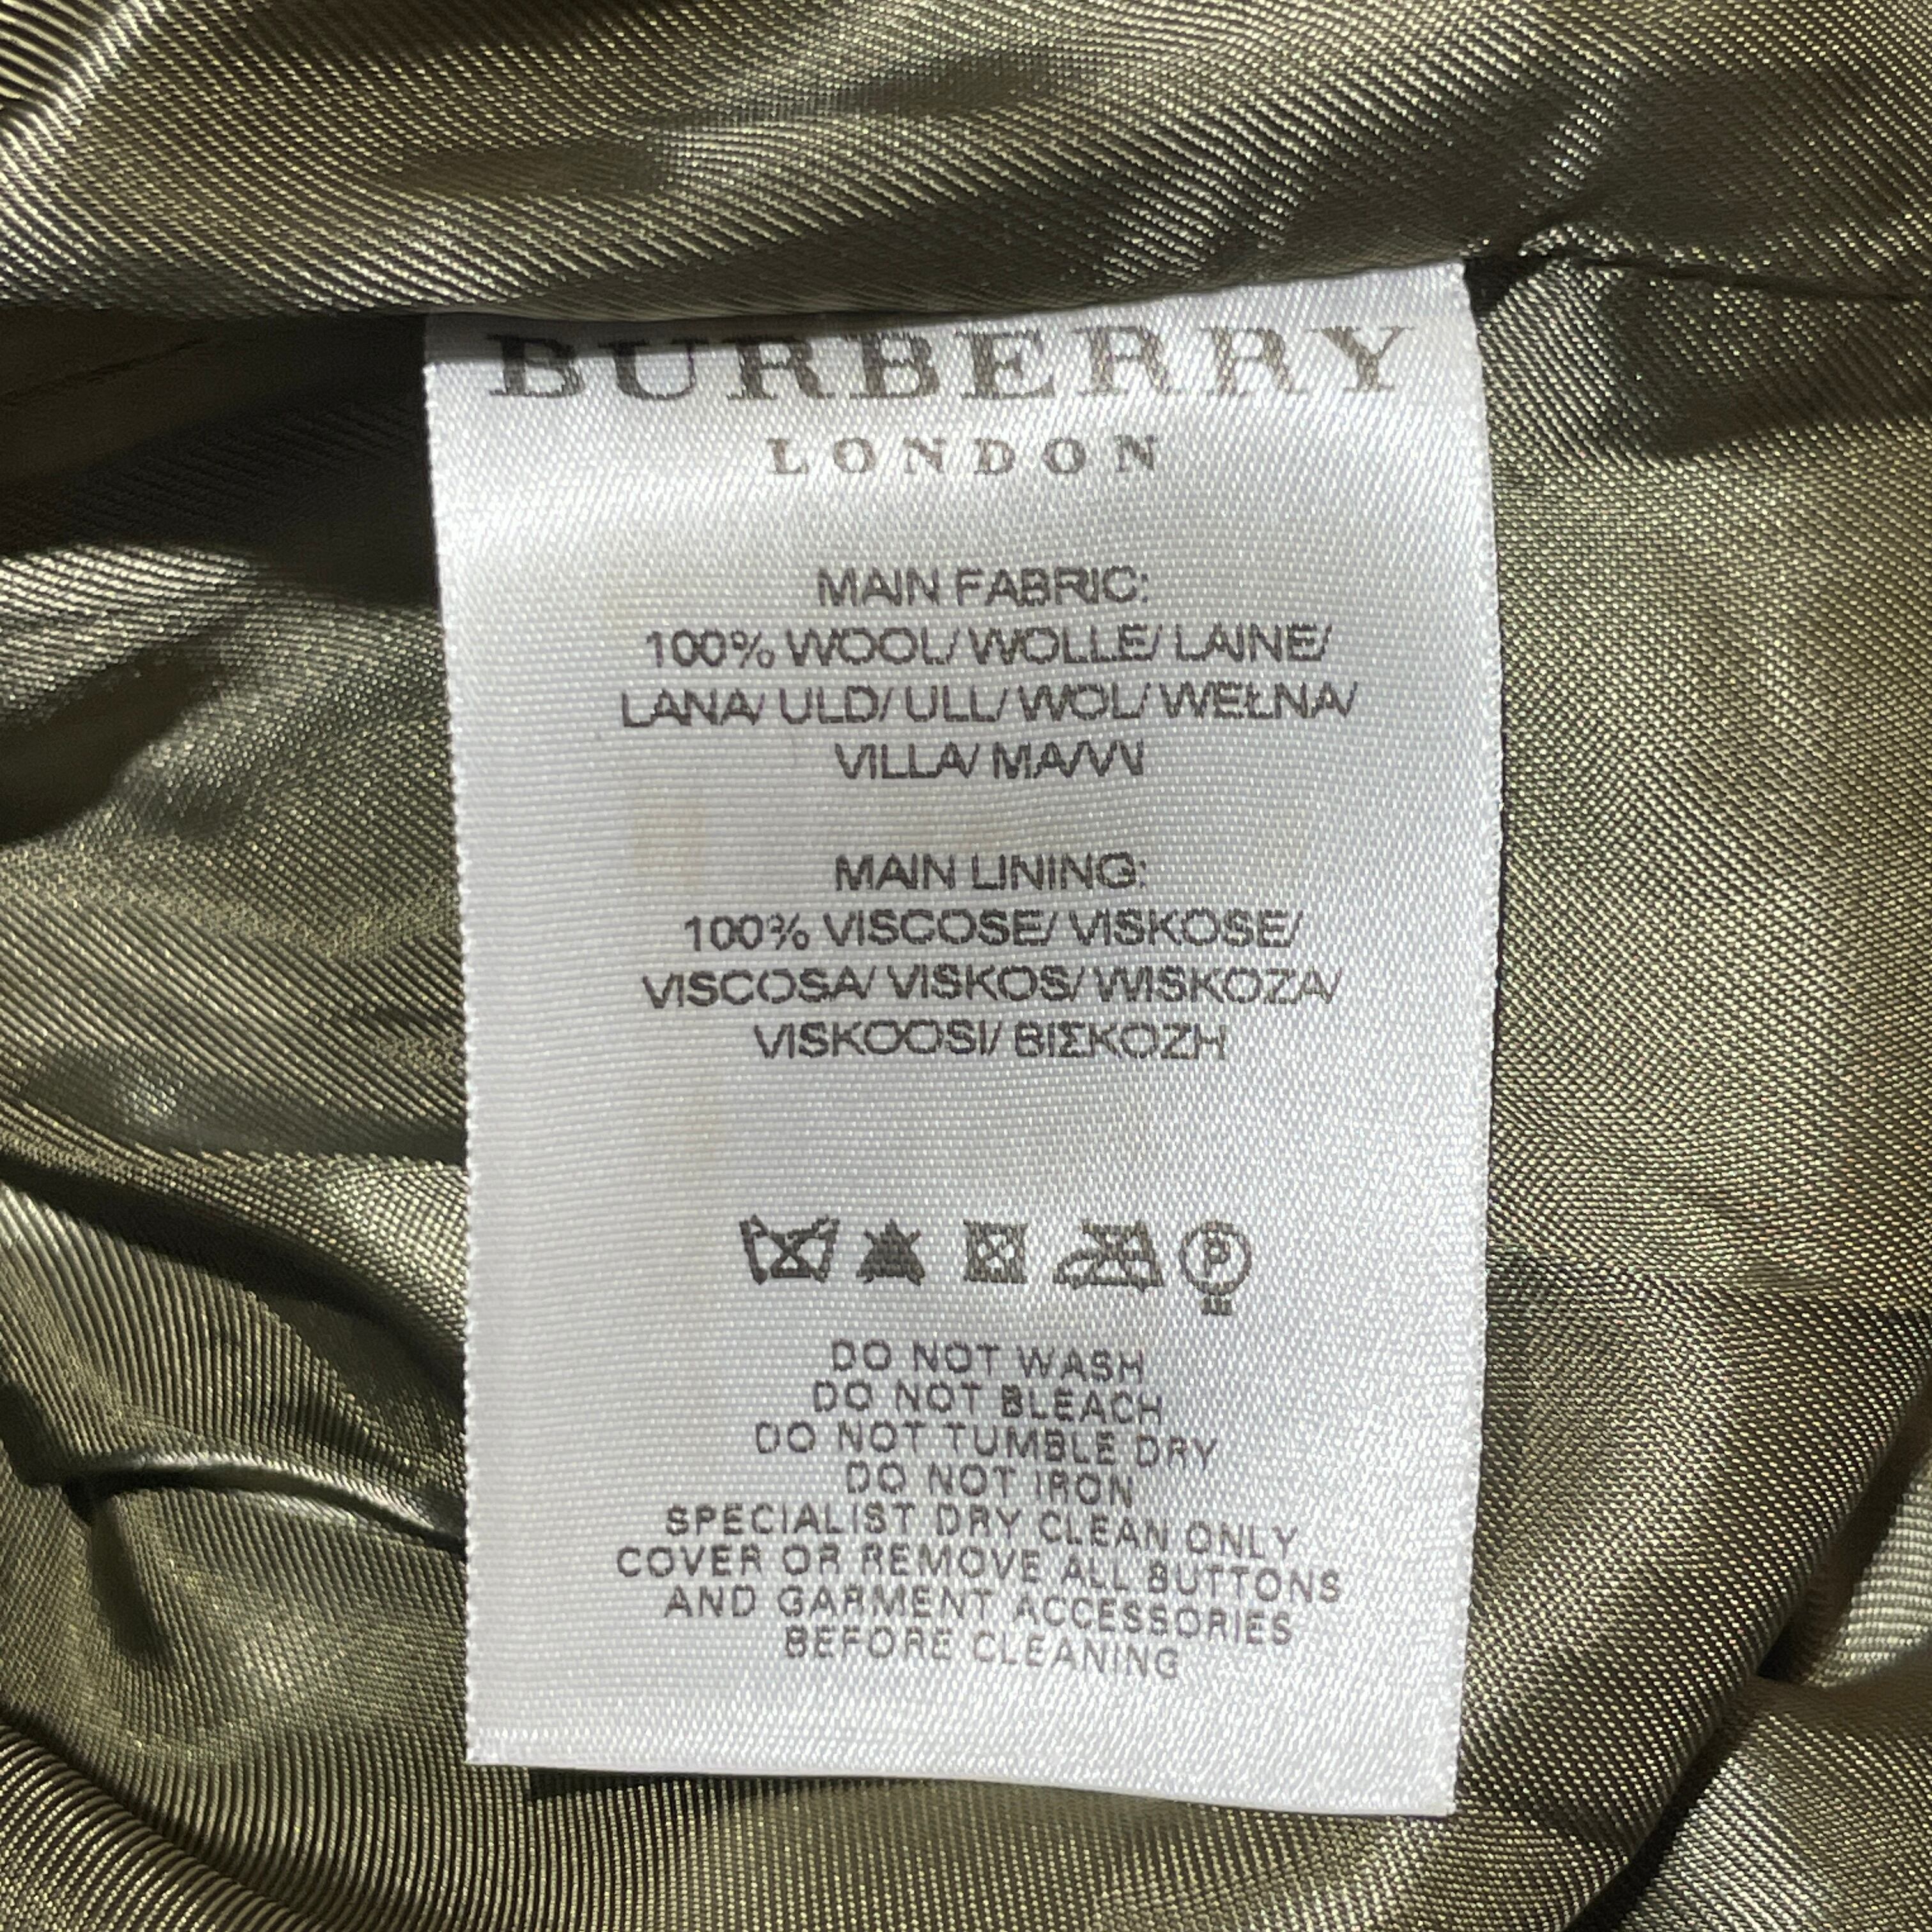 BURBERRY
LONDON
MAIN FABRIC:
100% WOOL/ WOLLE/ LAINE/
LANA/ ULD/ ULL/ WOL/ WEŁNA/
VILLA/ ΜΑΛΛΙ
MAIN LINING:
100% VISCOSE/ VISKOSE/
VISCOSA/ VISKOS/ WISKOZA/
VISKOOSI/ ΒΙΣΚΟΖΗ
P
DO NOT WASH
DO NOT BLEACH
DO NOT TUMBLE DRY
DO NOT IRON
SPECIALIST DRY CLEAN ONLY
COVER OR REMOVE ALL BUTTONS
AND GARMENT ACCESSORIES
BEFORE CLEANING